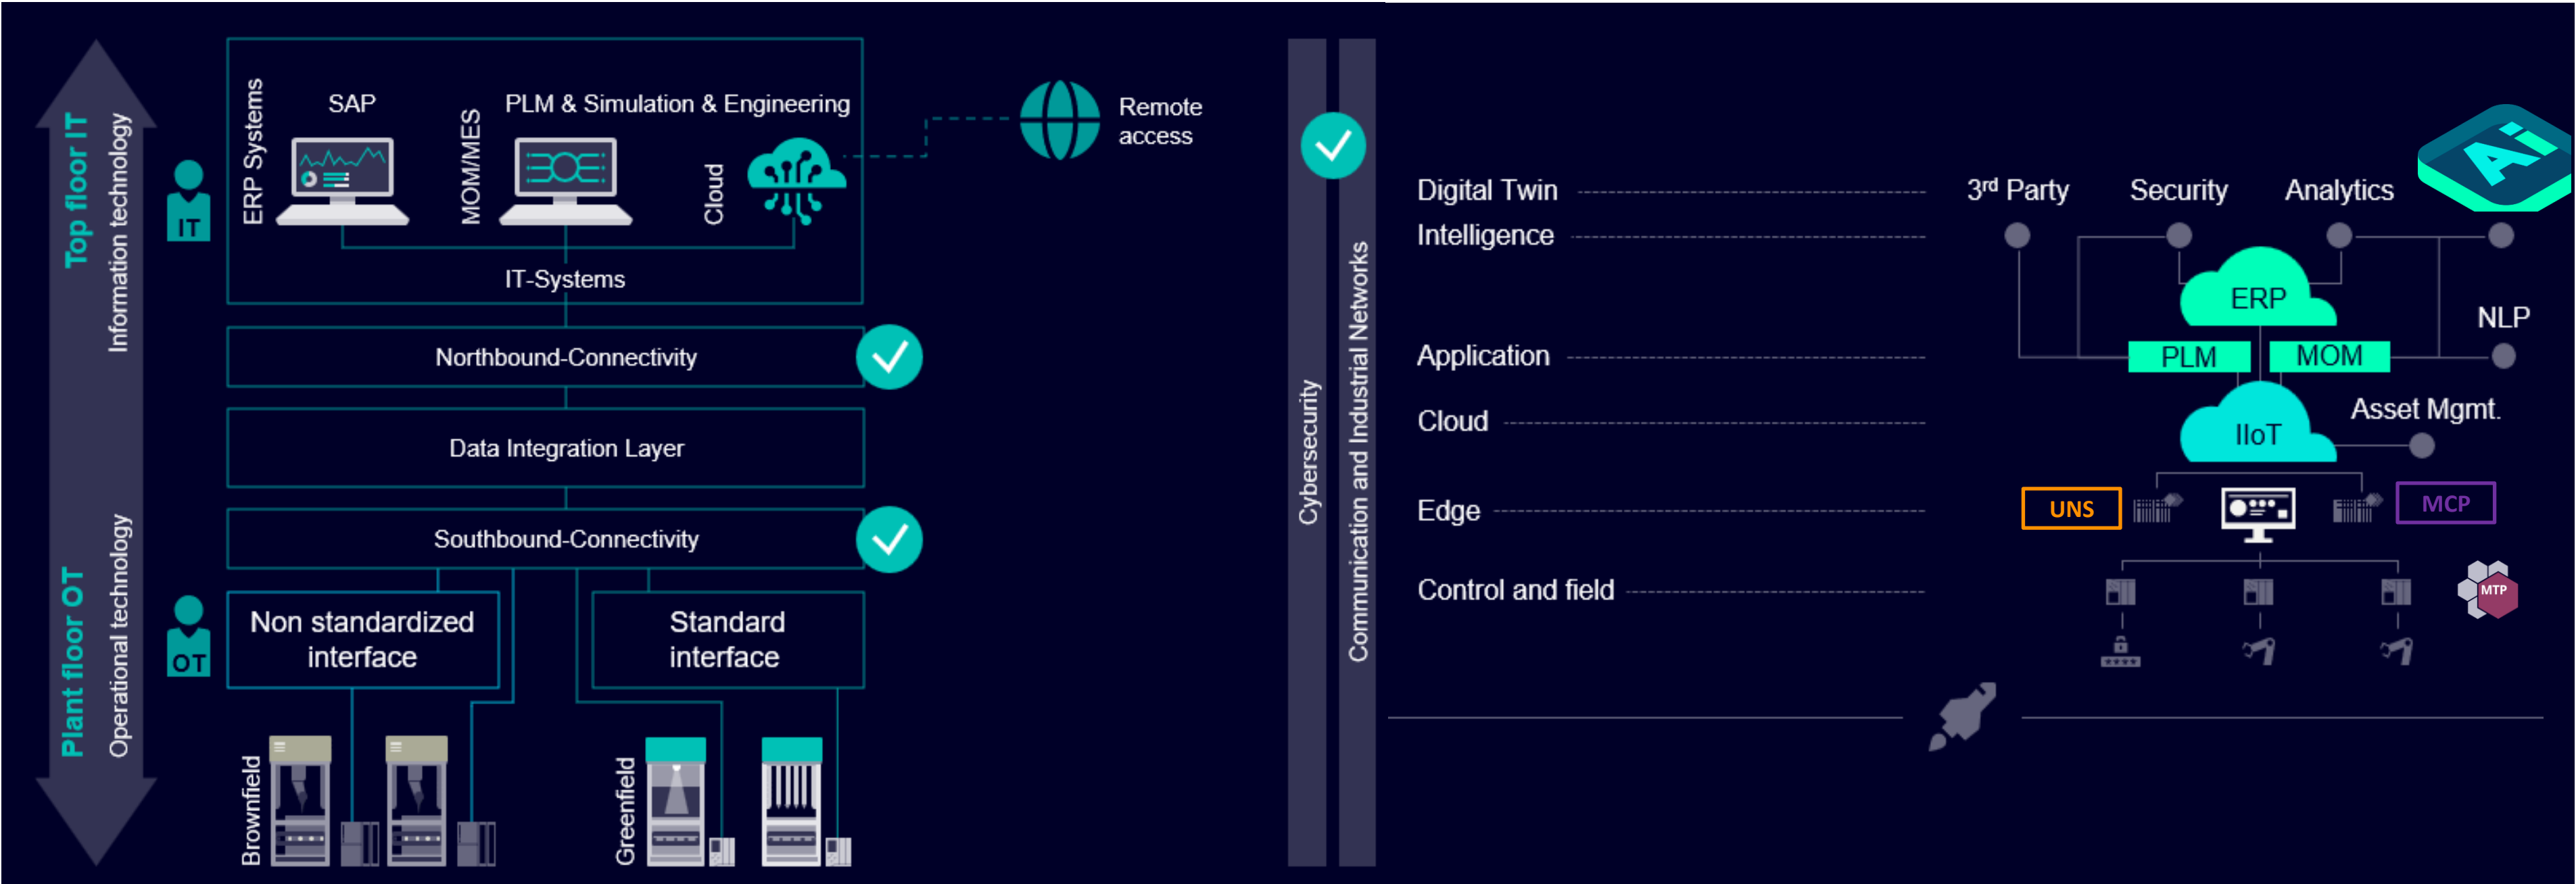 Top floor IT
Information technology
Plant floor OT
Operational technology
IT
OT
ERP Systems
SAP
MOM/MES
PLM & Simulation & Engineering
Cloud
IT-Systems
Remote
access
Northbound-Connectivity
Data Integration Layer
Southbound-Connectivity
Non standardized
interface
Standard
interface
Brownfield
Greenfield
Cybersecurity
Communication and Industrial Networks
Digital Twin
Intelligence
Application
Cloud
Edge
Control and field
3rd Party
Security
Analytics
Ai
ERP
NLP
PLM
MOM
IIoT
Asset Mgmt.
UNS
MCP
MTP